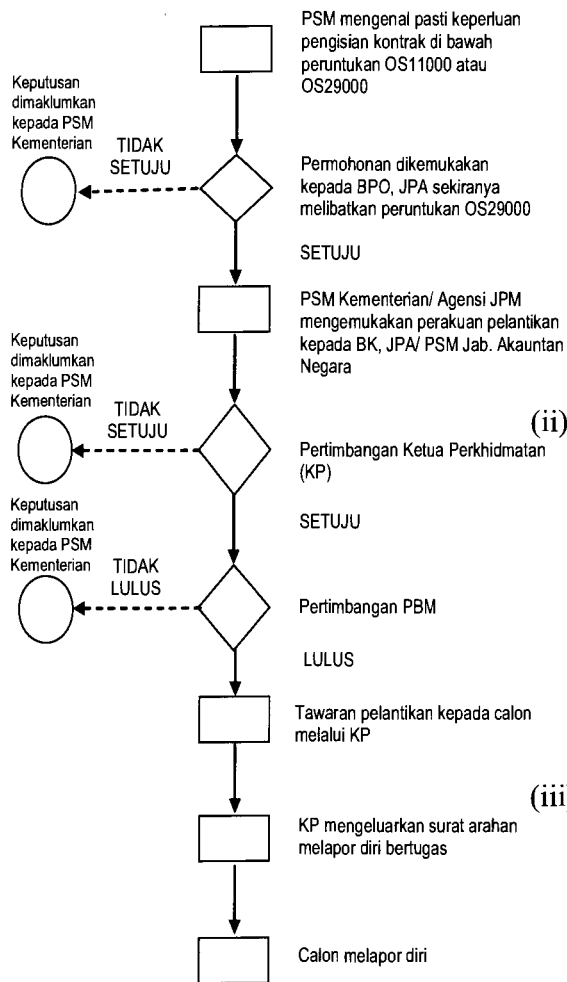 PSM mengenal pasti keperluan
pengisian kontrak di bawah
peruntukan OS11000 atau
OS29000
Keputusan
dimaklumkan
kepada PSM
Kementerian
TIDAK
SETUJU
Permohonan dikemukakan
kepada BPO, JPA sekiranya
melibatkan peruntukan OS29000
SETUJU
PSM Kementerian/ Agensi JPM
mengemukakan perakuan pelantikan
kepada BK, JPA/ PSM Jab. Akauntan
Negara
Keputusan
dimaklumkan
kepada PSM
Kementerian
TIDAK
SETUJU
(ii)
Pertimbangan Ketua Perkhidmatan
(KP)
SETUJU
Keputusan
dimaklumkan
kepada PSM
Kementerian
TIDAK
LULUS
Pertimbangan PBM
LULUS
Tawaran pelantikan kepada calon
melalui KP
(iii)
KP mengeluarkan surat arahan
melapor diri bertugas
Calon melapor diri